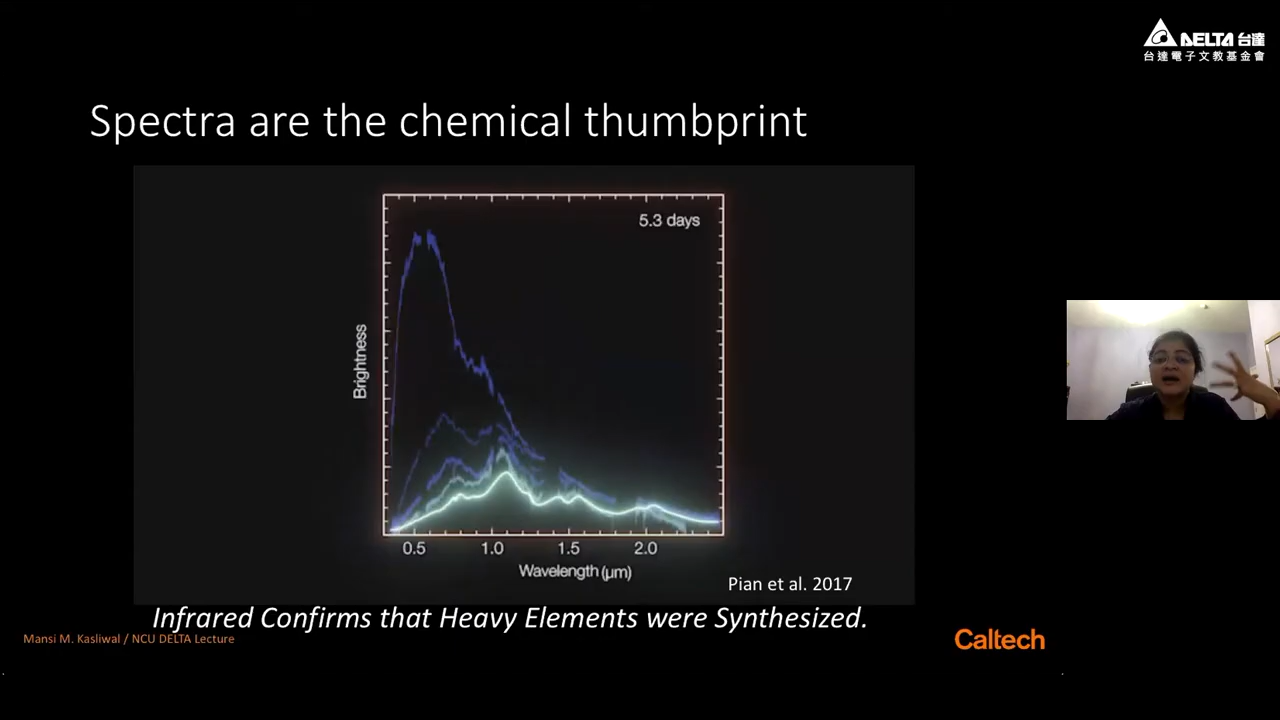 DELTA 台達
台達電子文教基金會
Spectra are the chemical thumbprint
5.3 days
Brightness
0.5 1.0 1.5 2.0
Wavelength (μm)
Pian et al. 2017
Infrared Confirms that Heavy Elements were Synthesized.
Mansi M. Kasliwal / NCU DELTA Lecture
Caltech